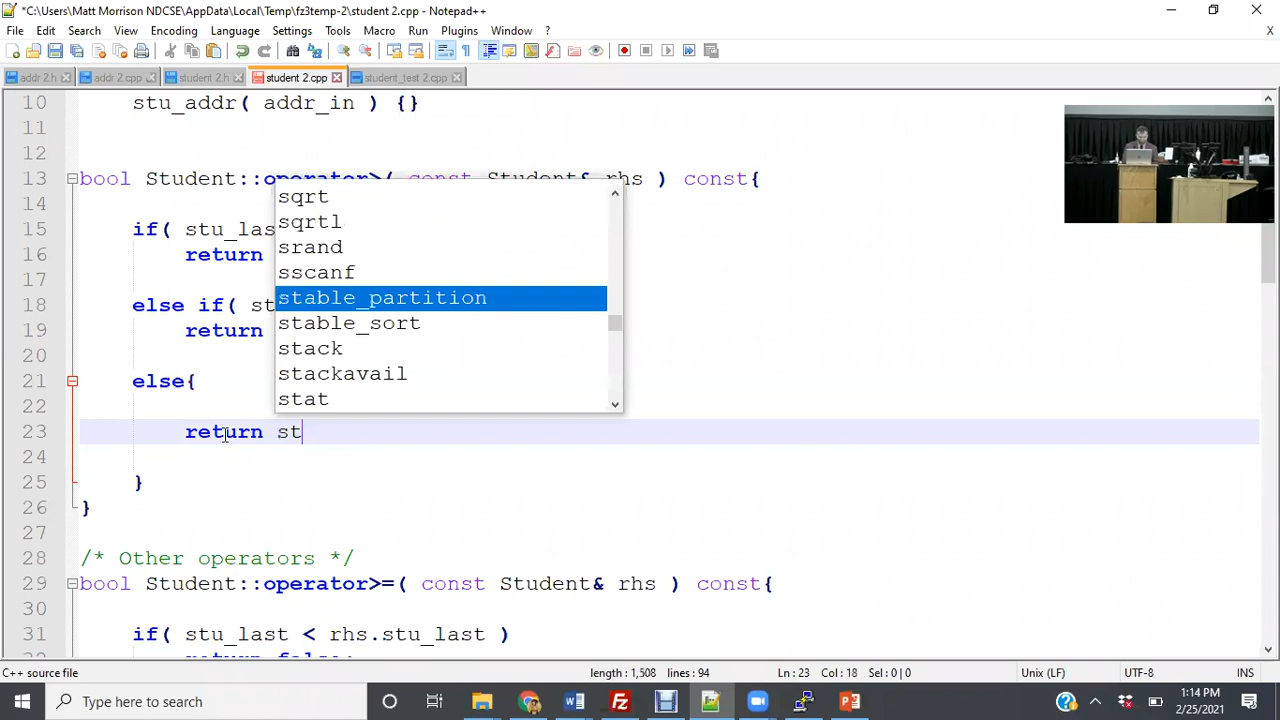 *C:\Users\Matt Morrison NDCSE\AppData\Local\Temp\fz3temp-2\student 2.cpp - Notepad++
File Edit Search View Encoding Language Settings Tools Macro Run Plugins Window ? X
addr 2.h addr 2.cpp student 2.h student 2.cpp student_test 2.cpp
10 stu_addr( addr_in ) {}
11
12
13 bool Student::operator>( const Student& rhs ) const{
14
15 if( stu_las
16 return
17
18 else if( st
19 return
20
21 else{
22
23 return st
24
25 }
26 }
27
28 /* Other operators */
29 bool Student::operator>=( const Student& rhs ) const{
30
31 if( stu_last < rhs.stu_last )
return false;
sqrt
sqrtl
srand
sscanf
stable_partition
stable_sort
stack
stackavail
stat
C++ source file length : 1,508 lines : 94 Ln : 23 Col : 18 Sel : 0 | 0 Unix (LF) UTF-8 INS
Type here to search
1:14 PM
2/25/2021